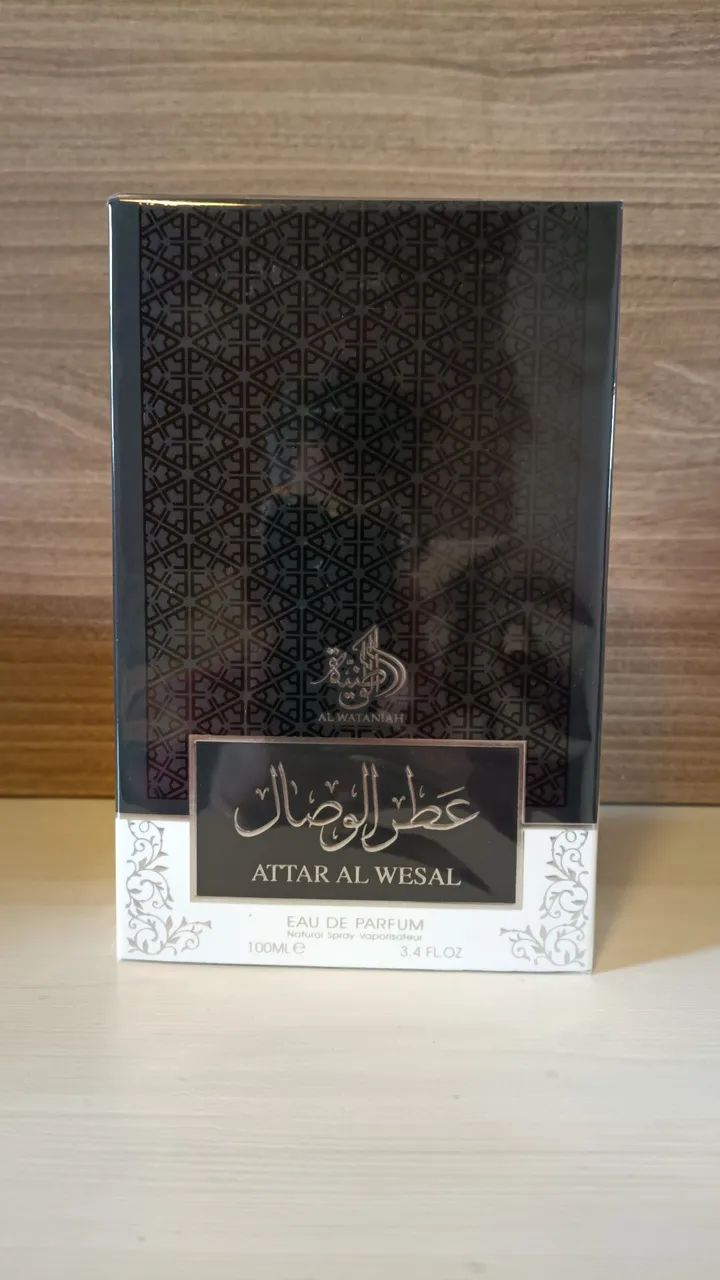 الوطنية
AL WATANIAH
عطر الوصال
ATTAR AL WESAL
EAU DE PARFUM
Natural Spray Vaporisateur
100ML℮ 3.4 FL.OZ